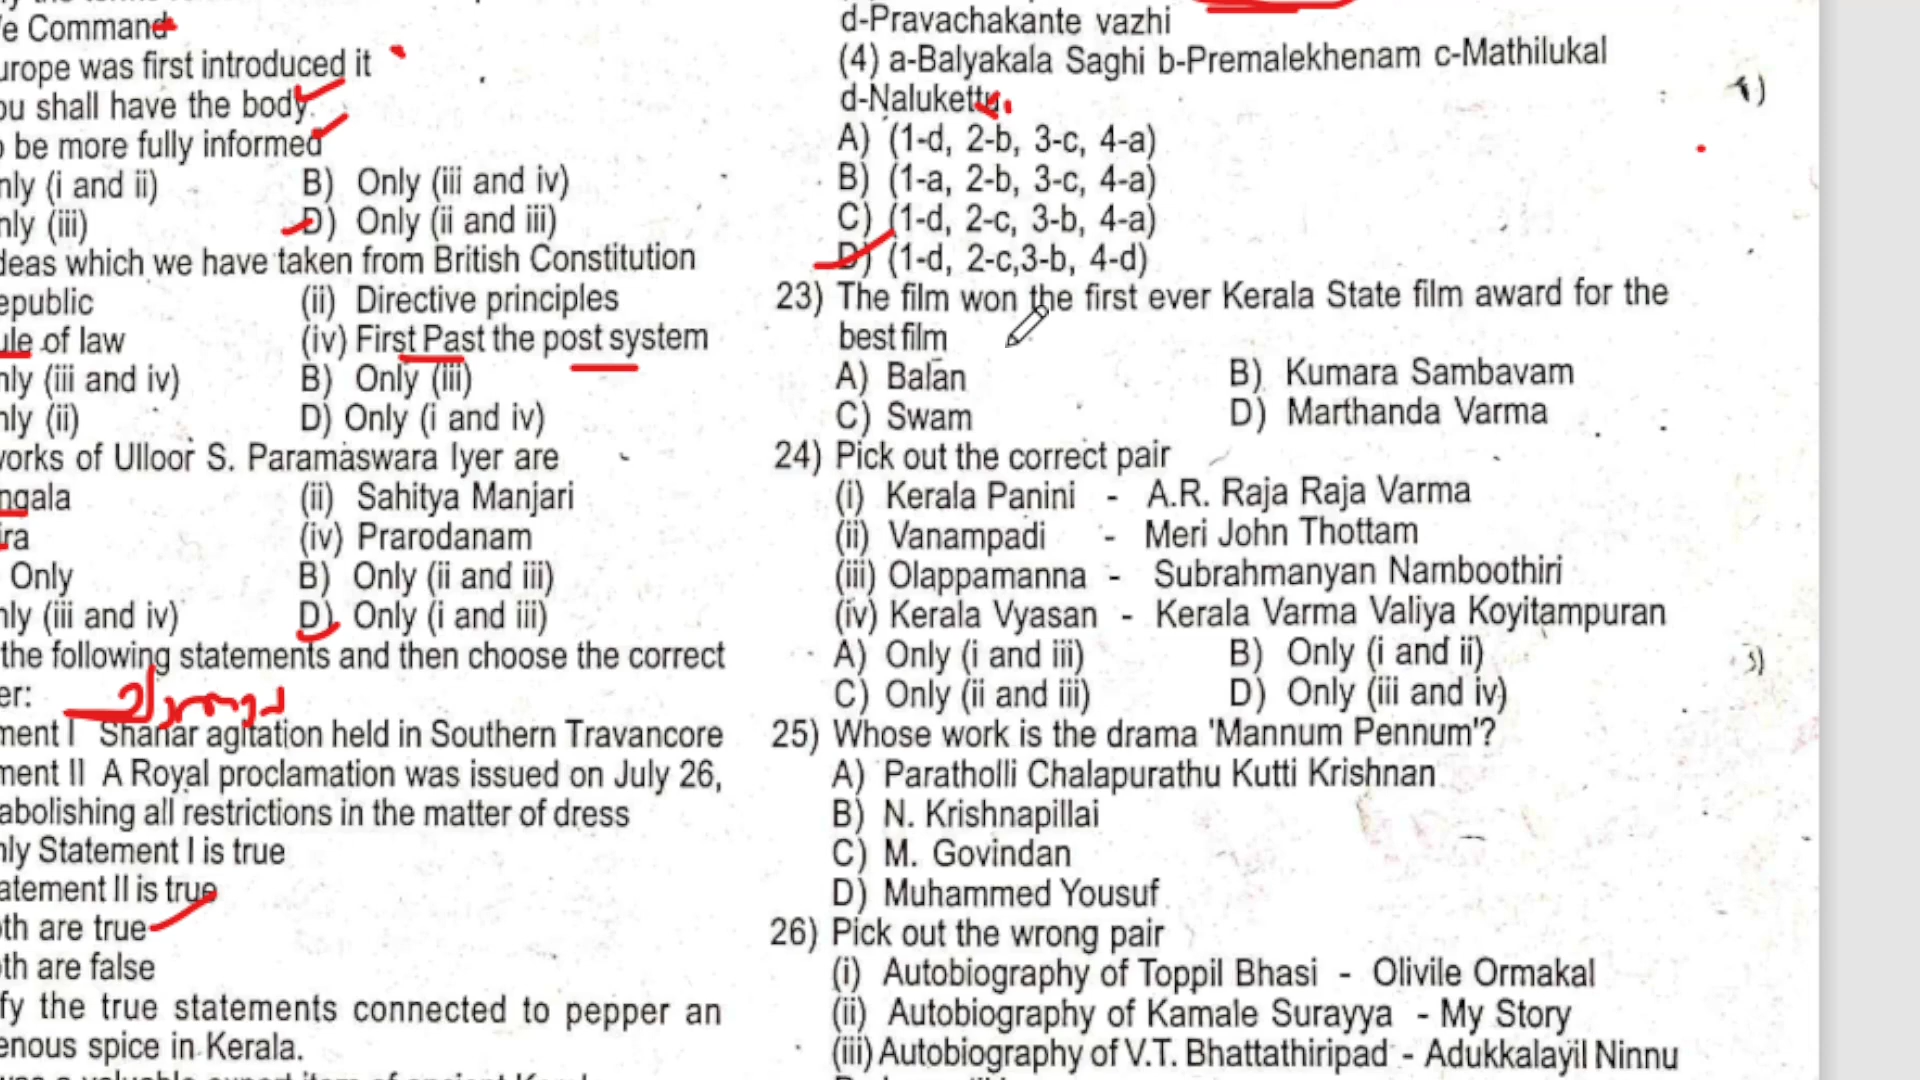 e Command
urope was first introduced it
ou shall have the body.
o be more fully informed
nly (i and ii) B) Only (iii and iv)
nly (iii) D) Only (ii and iii)
deas which we have taken from British Constitution
epublic (ii) Directive principles
ule of law (iv) First Past the post system
nly (iii and iv) B) Only (iii)
nly (ii) D) Only (i and iv)
works of Ulloor S. Paramaswara Iyer are
ngala (ii) Sahitya Manjari
ira (iv) Prarodanam
Only B) Only (ii and iii)
nly (iii and iv) D) Only (i and iii)
the following statements and then choose the correct
er:
ment I Shanar agitation held in Southern Travancore
ment II A Royal proclamation was issued on July 26,
abolishing all restrictions in the matter of dress
nly Statement I is true
atement II is true
oth are true
oth are false
fy the true statements connected to pepper an
enous spice in Kerala.
d-Pravachakante vazhi
(4) a-Balyakala Saghi b-Premalekhenam c-Mathilukal
d-Nalukettu.
A) (1-d, 2-b, 3-c, 4-a)
B) (1-a, 2-b, 3-c, 4-a)
C) (1-d, 2-c, 3-b, 4-a)
D) (1-d, 2-c,3-b, 4-d)
23) The film won the first ever Kerala State film award for the
best film
A) Balan B) Kumara Sambavam
C) Swam D) Marthanda Varma
24) Pick out the correct pair
(i) Kerala Panini - A.R. Raja Raja Varma
(ii) Vanampadi - Meri John Thottam
(iii) Olappamanna - Subrahmanyan Namboothiri
(iv) Kerala Vyasan - Kerala Varma Valiya Koyitampuran
A) Only (i and iii) B) Only (i and ii)
C) Only (ii and iii) D) Only (iii and iv)
25) Whose work is the drama 'Mannum Pennum'?
A) Paratholli Chalapurathu Kutti Krishnan
B) N. Krishnapillai
C) M. Govindan
D) Muhammed Yousuf
26) Pick out the wrong pair
(i) Autobiography of Toppil Bhasi - Olivile Ormakal
(ii) Autobiography of Kamale Surayya - My Story
(iii) Autobiography of V.T. Bhattathiripad - Adukkalayil Ninnu